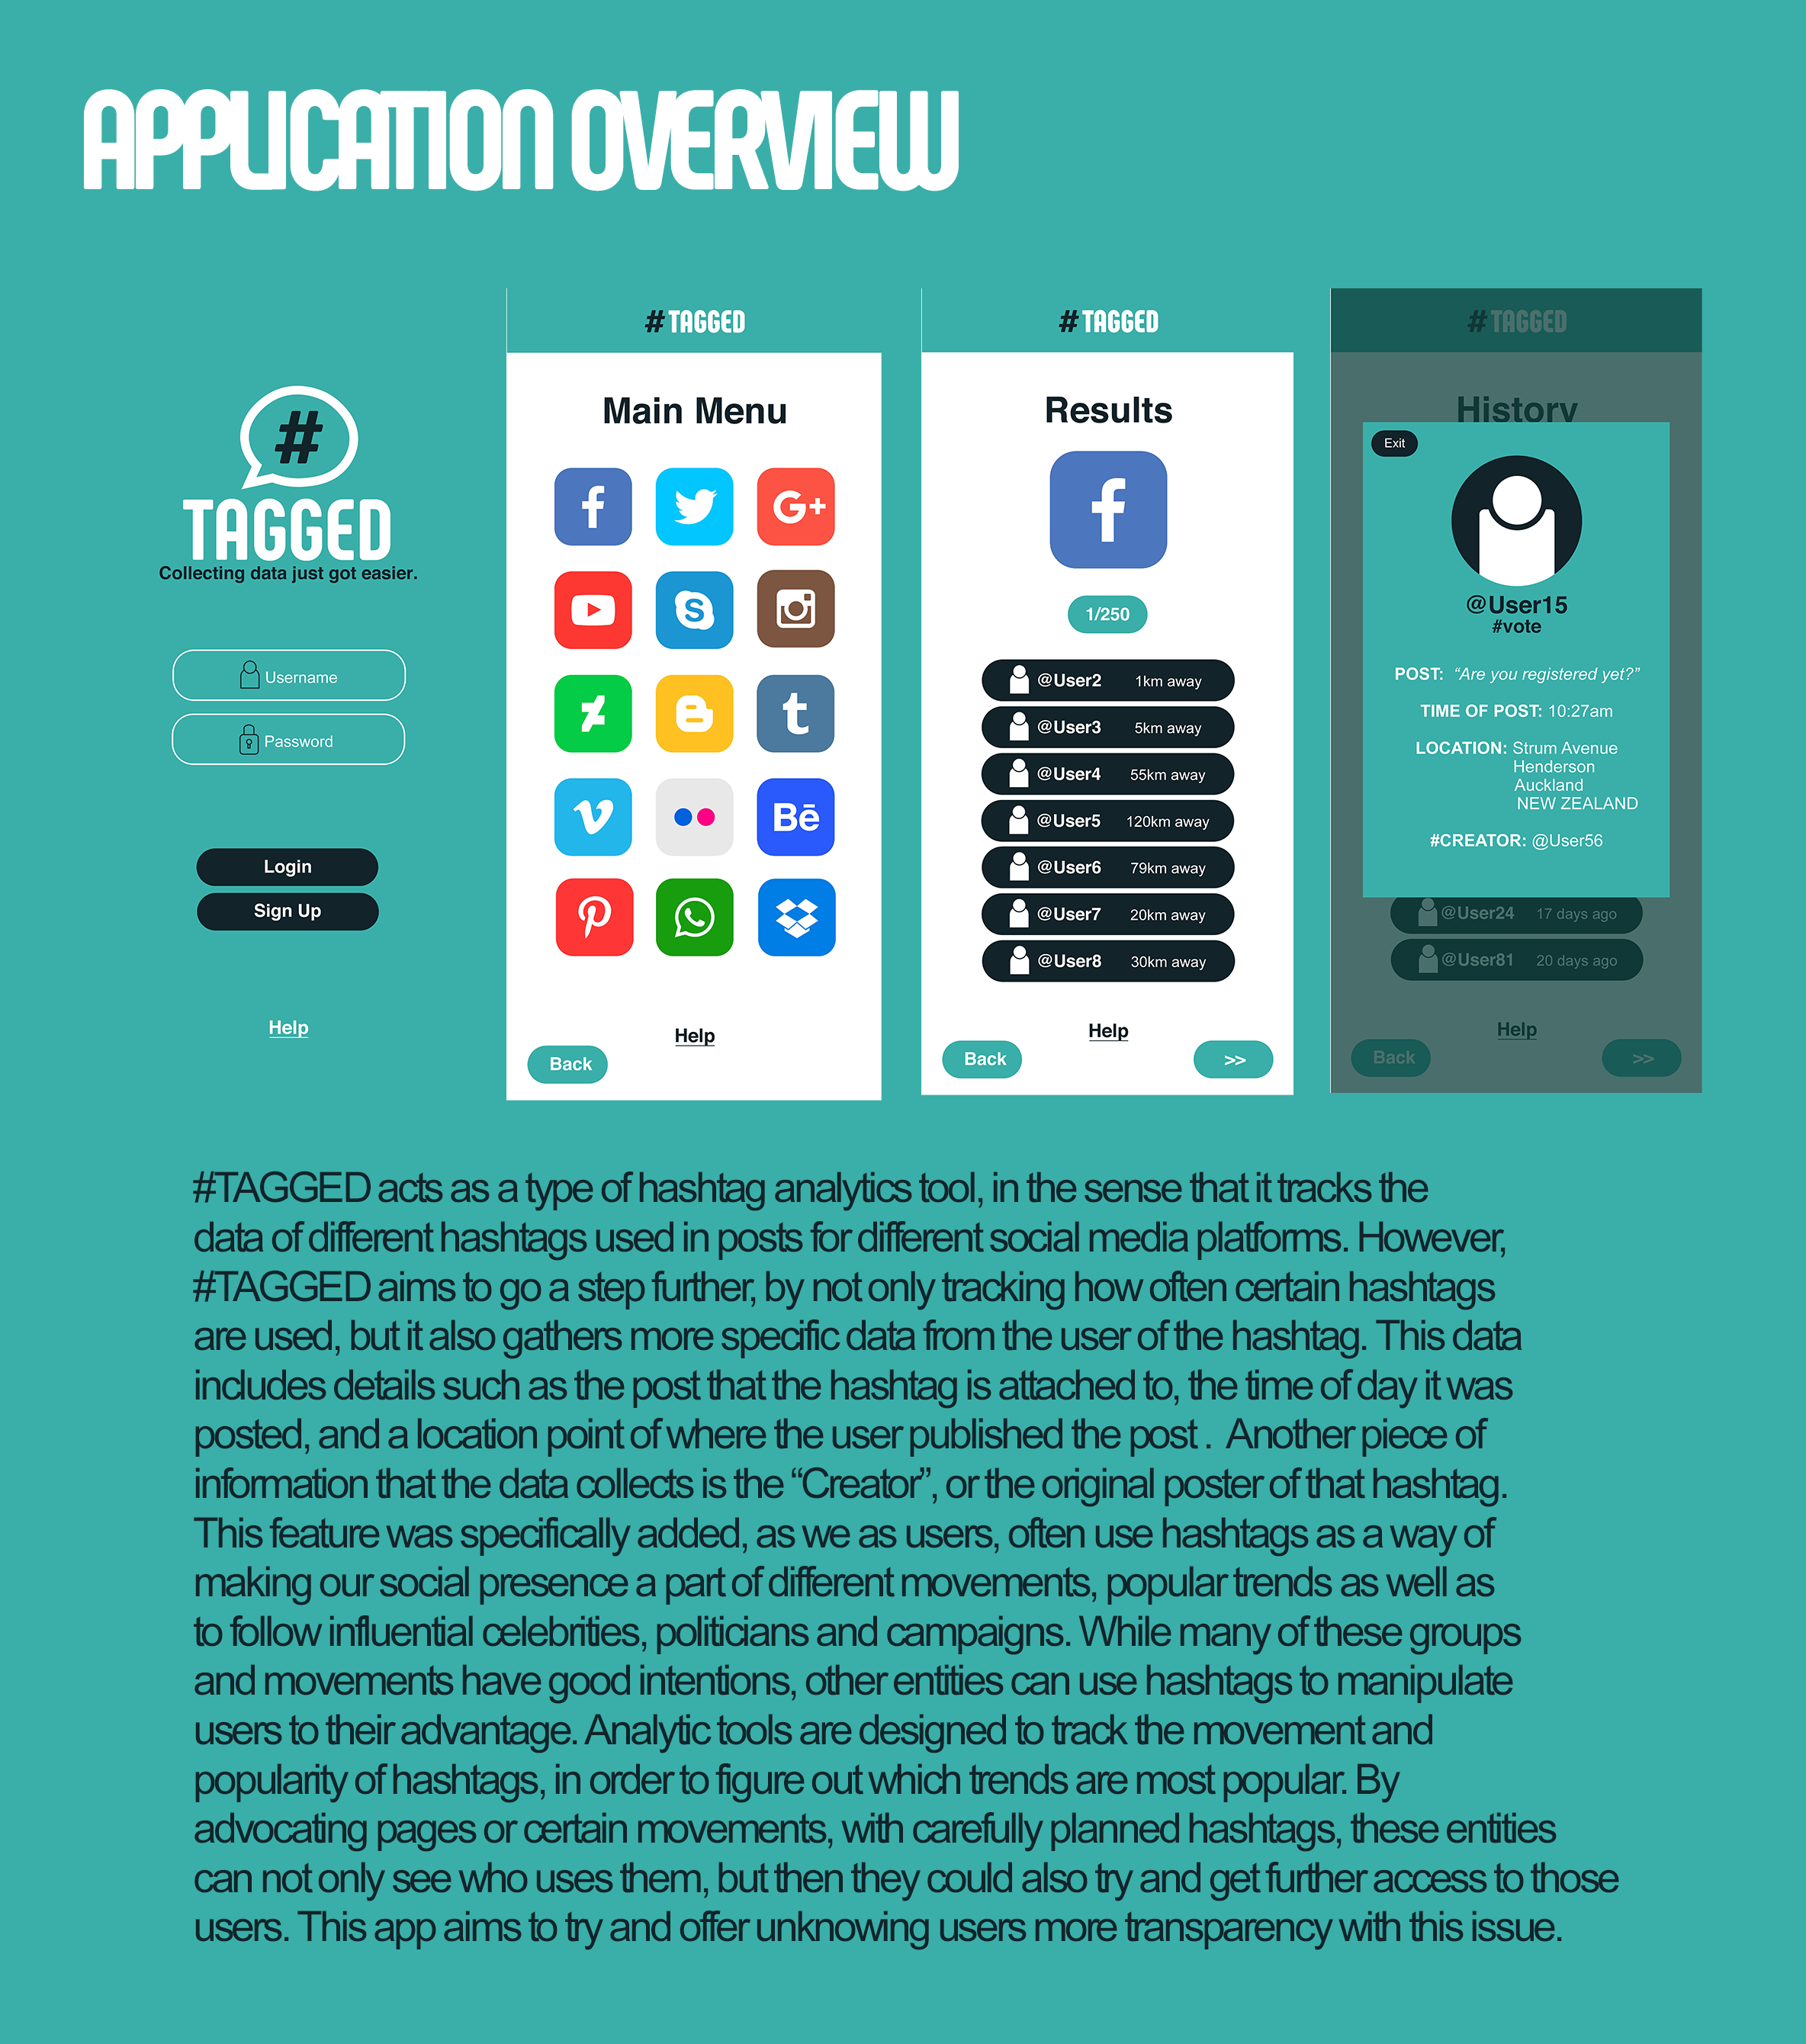 APPLICATION OVERVIEW
#
TAGGED
Collecting data just got easier.
Username
Password
Login
Sign Up
Help
#TAGGED
Main Menu
f
G+
S
B
t
v
Bē
Help
Back
#TAGGED
Results
f
1/250
@User2 1km away
@User3 5km away
@User4 55km away
@User5 120km away
@User6 79km away
@User7 20km away
@User8 30km away
Help
Back >>
#TAGGED
History
Exit
@User15
#vote
POST: “Are you registered yet?”
TIME OF POST: 10:27am
LOCATION: Strum Avenue
Henderson
Auckland
NEW ZEALAND
#CREATOR: @User56
@User24 17 days ago
@User81 20 days ago
Help
Back >>
#TAGGED acts as a type of hashtag analytics tool, in the sense that it tracks the
data of different hashtags used in posts for different social media platforms. However,
#TAGGED aims to go a step further, by not only tracking how often certain hashtags
are used, but it also gathers more specific data from the user of the hashtag. This data
includes details such as the post that the hashtag is attached to, the time of day it was
posted, and a location point of where the user published the post . Another piece of
information that the data collects is the “Creator”, or the original poster of that hashtag.
This feature was specifically added, as we as users, often use hashtags as a way of
making our social presence a part of different movements, popular trends as well as
to follow influential celebrities, politicians and campaigns. While many of these groups
and movements have good intentions, other entities can use hashtags to manipulate
users to their advantage. Analytic tools are designed to track the movement and
popularity of hashtags, in order to figure out which trends are most popular. By
advocating pages or certain movements, with carefully planned hashtags, these entities
can not only see who uses them, but then they could also try and get further access to those
users. This app aims to try and offer unknowing users more transparency with this issue.